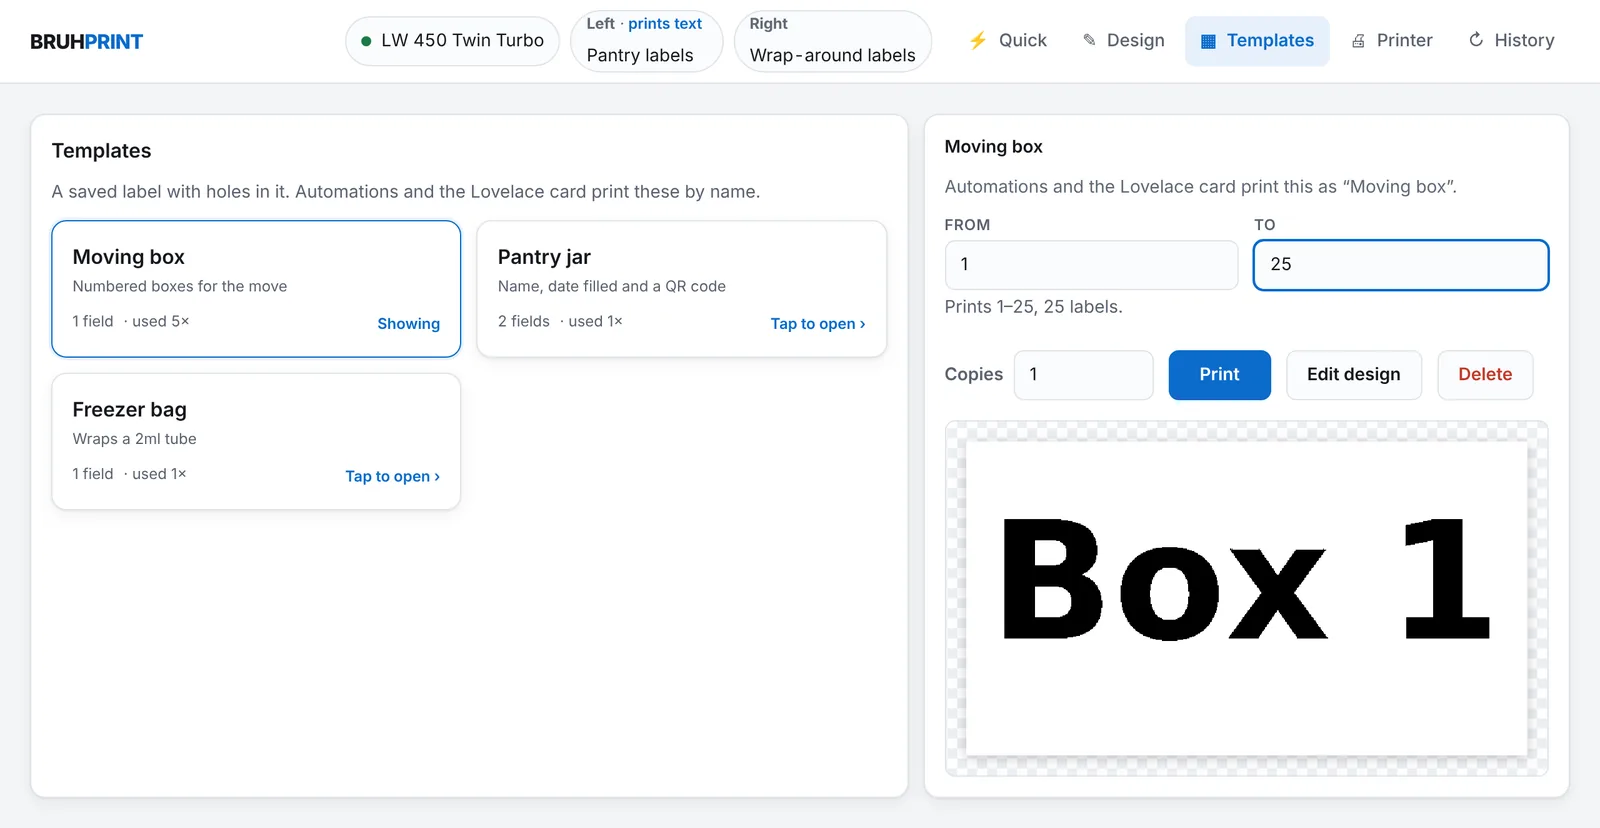 BRUHPRINT
LW 450 Twin Turbo
Left · prints text
Pantry labels
Right
Wrap-around labels
Quick
Design
Templates
Printer
History
Templates
A saved label with holes in it. Automations and the Lovelace card print these by name.
Moving box
Numbered boxes for the move
1 field · used 5×
Showing
Pantry jar
Name, date filled and a QR code
2 fields · used 1×
Tap to open ›
Freezer bag
Wraps a 2ml tube
1 field · used 1×
Tap to open ›
Moving box
Automations and the Lovelace card print this as “Moving box”.
FROM
TO
1
25
Prints 1–25, 25 labels.
Copies
1
Print
Edit design
Delete
Box 1